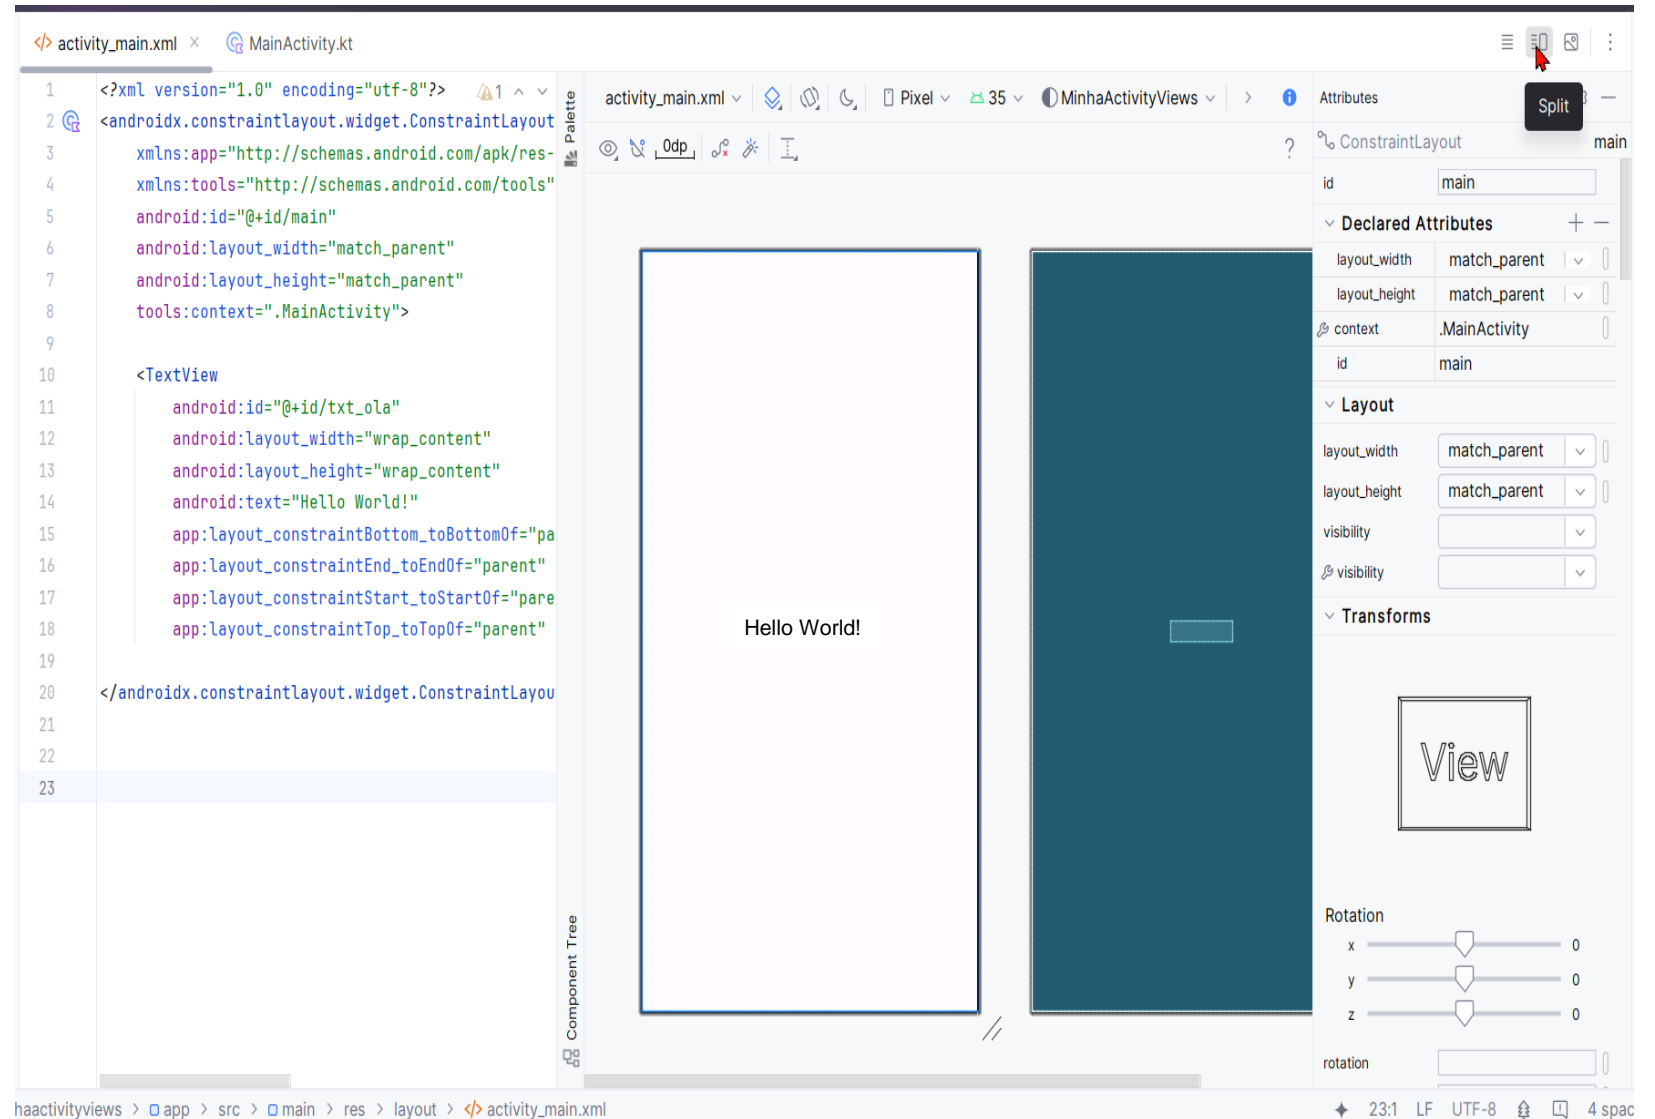 activity_main.xml
MainActivity.kt
Split
1 <?xml version="1.0" encoding="utf-8"?> 1
2 <androidx.constraintlayout.widget.ConstraintLayout
3 xmlns:app="http://schemas.android.com/apk/res-
4 xmlns:tools="http://schemas.android.com/tools"
5 android:id="@+id/main"
6 android:layout_width="match_parent"
7 android:layout_height="match_parent"
8 tools:context=".MainActivity">
9
10 <TextView
11 android:id="@+id/txt_ola"
12 android:layout_width="wrap_content"
13 android:layout_height="wrap_content"
14 android:text="Hello World!"
15 app:layout_constraintBottom_toBottomOf="pa
16 app:layout_constraintEnd_toEndOf="parent"
17 app:layout_constraintStart_toStartOf="pare
18 app:layout_constraintTop_toTopOf="parent"
19
20 </androidx.constraintlayout.widget.ConstraintLayou
21
22
23
Palette
Component Tree
activity_main.xml Pixel 35 MinhaActivityViews
0dp ?
Hello World!
Attributes
ConstraintLayout main
id main
Declared Attributes
layout_width match_parent
layout_height match_parent
context .MainActivity
id main
Layout
layout_width match_parent
layout_height match_parent
visibility
visibility
Transforms
View
Rotation
x 0
y 0
z 0
rotation
haactivityviews > app > src > main > res > layout > activity_main.xml
23:1 LF UTF-8 4 spac